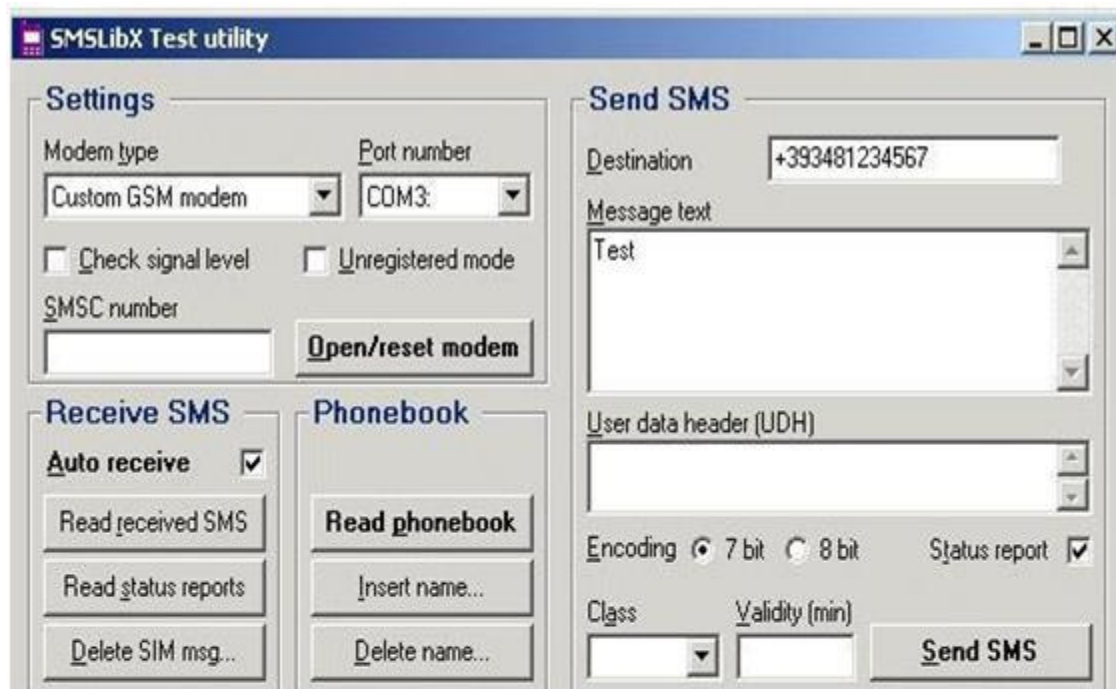 SMSLibX Test utility
Settings
Modem type
Port number
Custom GSM modem
COM3:
Check signal level
Unregistered mode
SMSC number
Open/reset modem
Receive SMS
Auto receive
Read received SMS
Read status reports
Delete SIM msg...
Phonebook
Read phonebook
Insert name...
Delete name...
Send SMS
Destination
+393481234567
Message text
Test
User data header (UDH)
Encoding 7 bit 8 bit
Status report
Class
Validity (min)
Send SMS